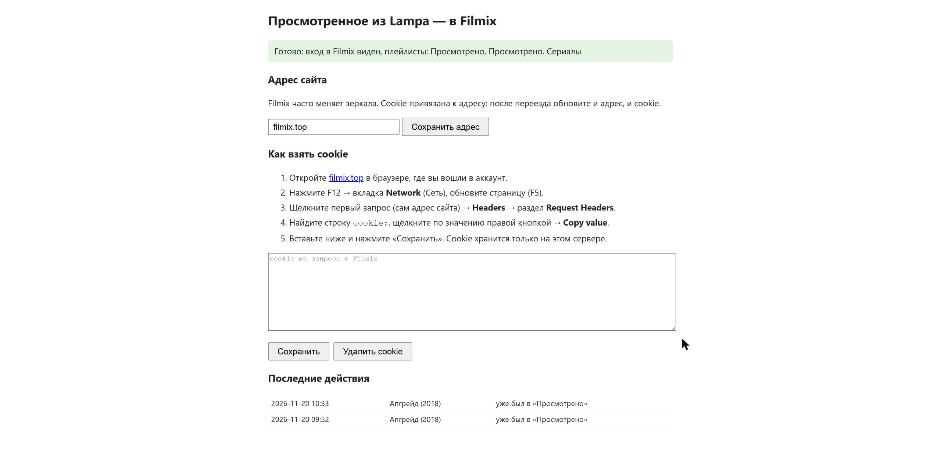 Просмотренное из Lampa — в Filmix
Готово: вход в Filmix виден, плейлисты: Просмотрено, Просмотрено. Сериалы
Адрес сайта
Filmix часто меняет зеркала. Cookie привязана к адресу: после переезда обновите и адрес, и cookie.
filmix.top Сохранить адрес
Как взять cookie
1. Откройте filmix.top в браузере, где вы вошли в аккаунт.
2. Нажмите F12 → вкладка Network (Сеть), обновите страницу (F5).
3. Щёлкните первый запрос (сам адрес сайта) → Headers → раздел Request Headers.
4. Найдите строку cookie:, щёлкните по значению правой кнопкой → Copy value.
5. Вставьте ниже и нажмите «Сохранить». Cookie хранится только на этом сервере.
Cookie из запроса к Filmix
Сохранить Удалить cookie
Последние действия
2026-11-20 10:33 Апгрейд (2018) уже был в «Просмотрено»
2026-11-20 09:52 Апгрейд (2018) уже был в «Просмотрено»